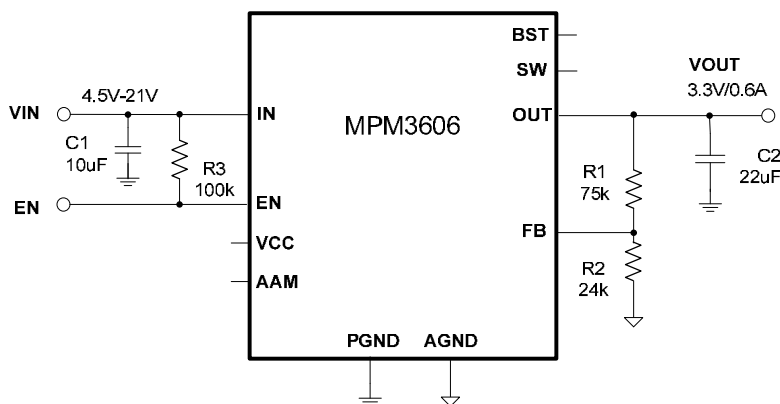 BST
SW
VOUT
3.3V/0.6A
VIN
4.5V-21V
IN
MPM3606
OUT
C1
10uF
R3
100k
R1
75k
C2
22uF
EN
EN
FB
VCC
R2
24k
AAM
PGND
AGND